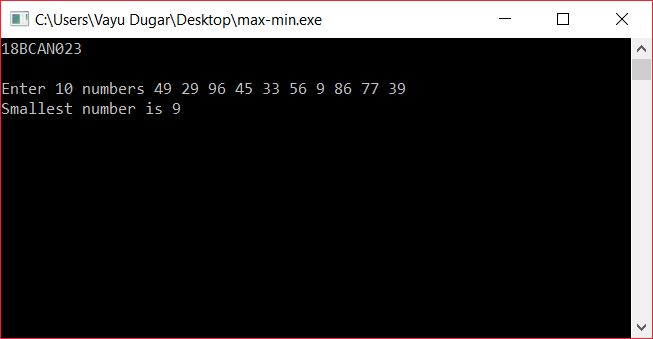 C:\Users\Vayu Dugar\Desktop\max-min.exe
18BCAN023
Enter 10 numbers 49 29 96 45 33 56 9 86 77 39
Smallest number is 9